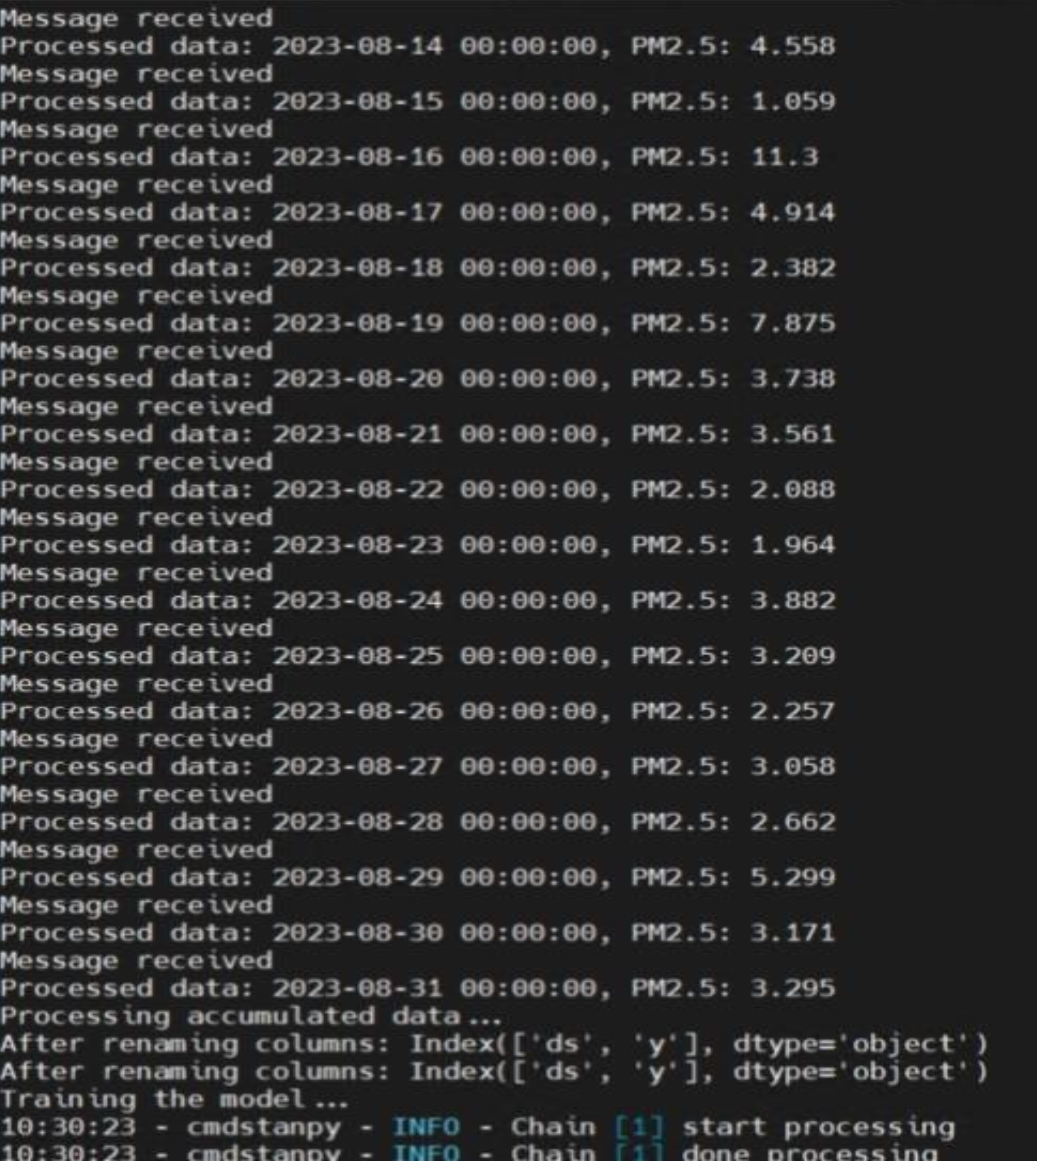 Message received
Processed data: 2023-08-14 00:00:00, PM2.5: 4.558
Message received
Processed data: 2023-08-15 00:00:00, PM2.5: 1.059
Message received
Processed data: 2023-08-16 00:00:00, PM2.5: 11.3
Message received
Processed data: 2023-08-17 00:00:00, PM2.5: 4.914
Message received
Processed data: 2023-08-18 00:00:00, PM2.5: 2.382
Message received
Processed data: 2023-08-19 00:00:00, PM2.5: 7.875
Message received
Processed data: 2023-08-20 00:00:00, PM2.5: 3.738
Message received
Processed data: 2023-08-21 00:00:00, PM2.5: 3.561
Message received
Processed data: 2023-08-22 00:00:00, PM2.5: 2.088
Message received
Processed data: 2023-08-23 00:00:00, PM2.5: 1.964
Message received
Processed data: 2023-08-24 00:00:00, PM2.5: 3.882
Message received
Processed data: 2023-08-25 00:00:00, PM2.5: 3.209
Message received
Processed data: 2023-08-26 00:00:00, PM2.5: 2.257
Message received
Processed data: 2023-08-27 00:00:00, PM2.5: 3.058
Message received
Processed data: 2023-08-28 00:00:00, PM2.5: 2.662
Message received
Processed data: 2023-08-29 00:00:00, PM2.5: 5.299
Message received
Processed data: 2023-08-30 00:00:00, PM2.5: 3.171
Message received
Processed data: 2023-08-31 00:00:00, PM2.5: 3.295
Processing accumulated data...
After renaming columns: Index(['ds', 'y'], dtype='object')
After renaming columns: Index(['ds', 'y'], dtype='object')
Training the model...
10:30:23 - cmdstanpy - INFO - Chain [1] start processing
10:30:23 - cmdstanpy - INFO - Chain [1] done processing